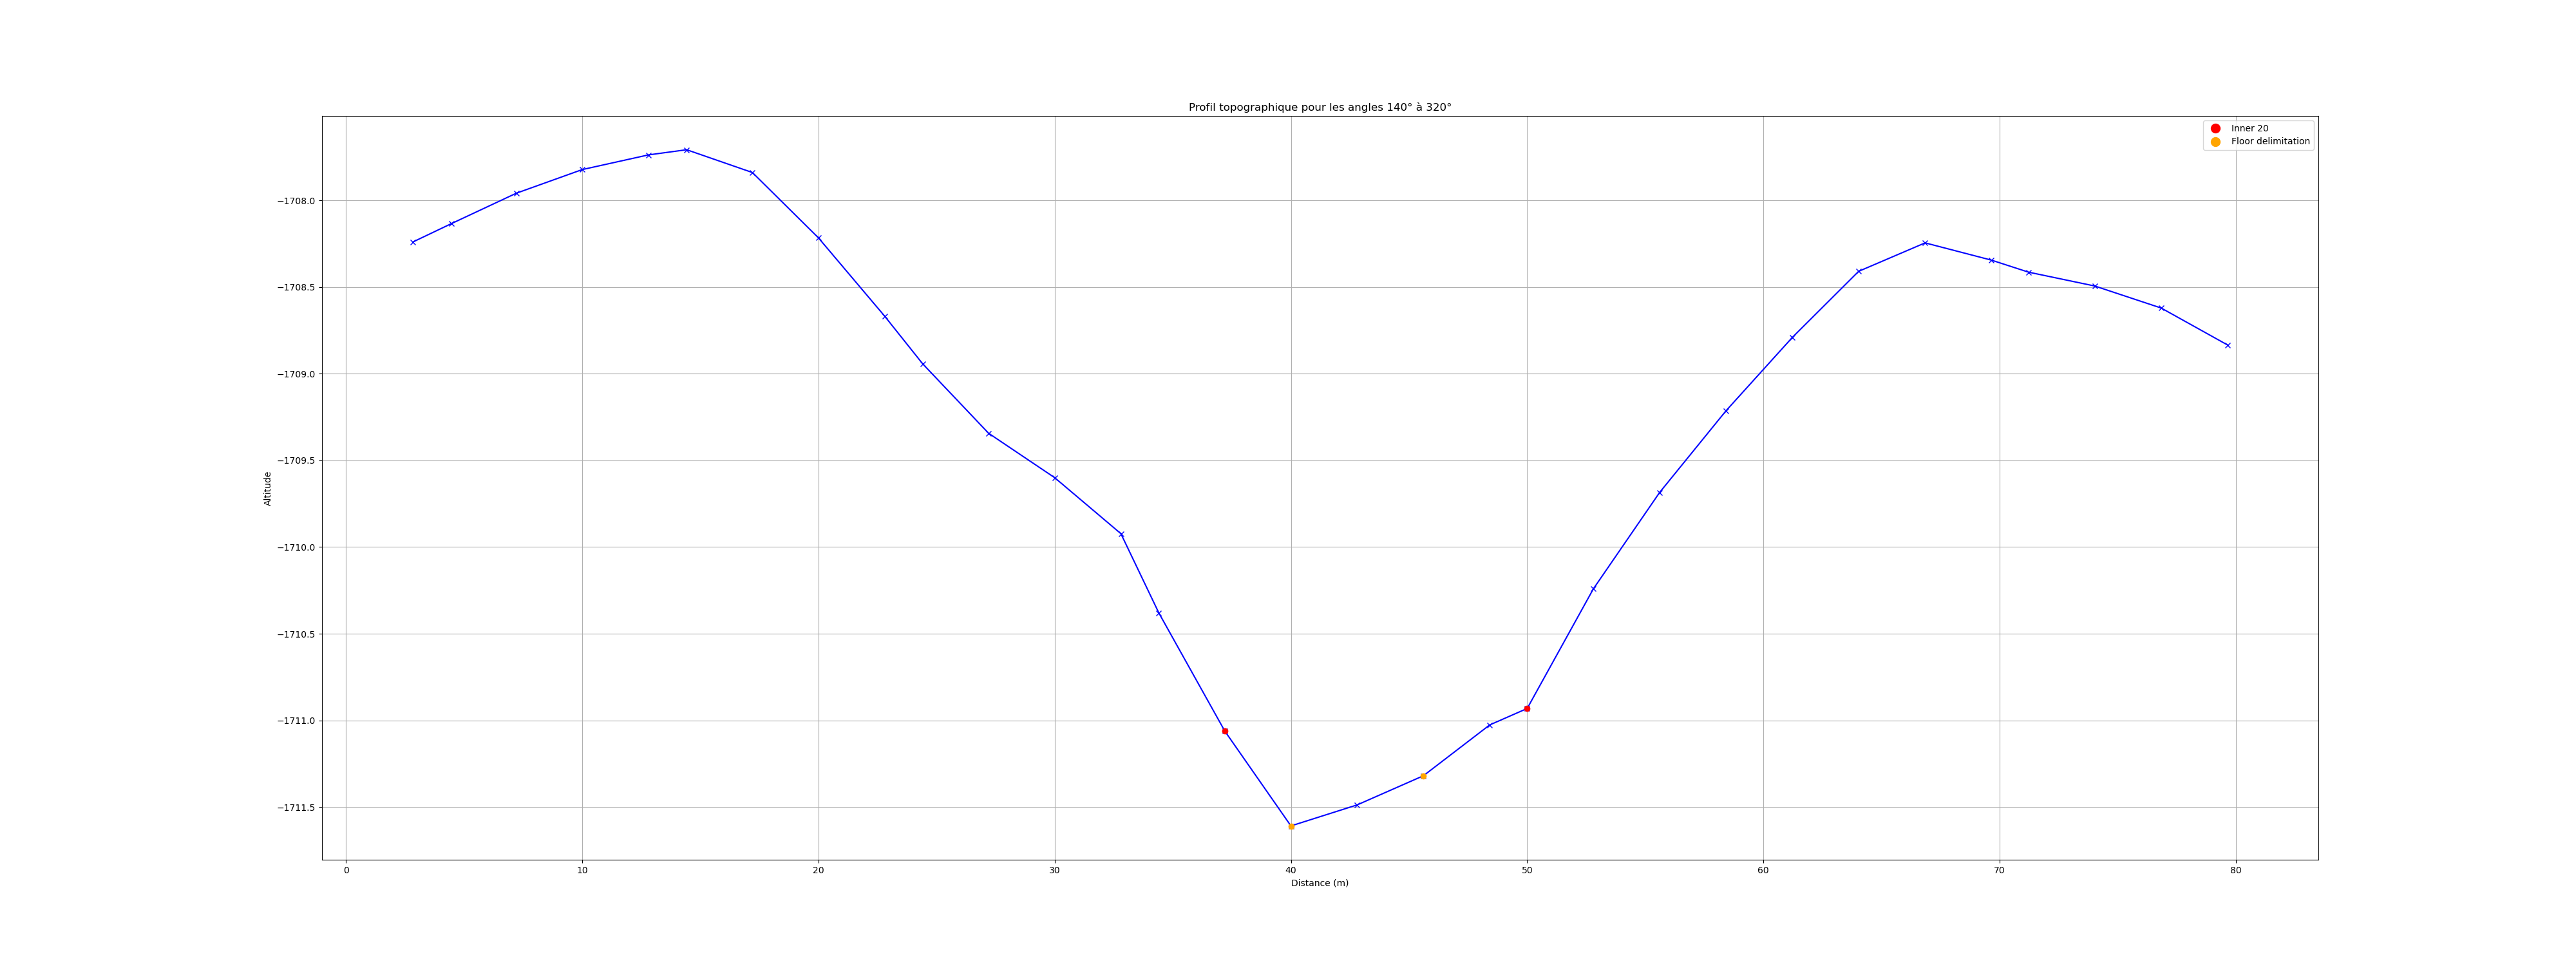 Profil topographique pour les angles 140° à 320°
Inner 20
Floor delimitation
−1708.0
−1708.5
−1709.0
−1709.5
−1710.0
−1710.5
−1711.0
−1711.5
Altitude
0 10 20 30 40 50 60 70 80
Distance (m)